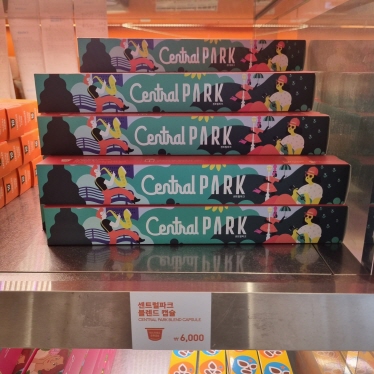 Central PARK
Central PARK
Central PARK
Central PARK
Central PARK
센트럴파크
블렌드 캡슐
CENTRAL PARK BLEND CAPSULE
₩ 6,000